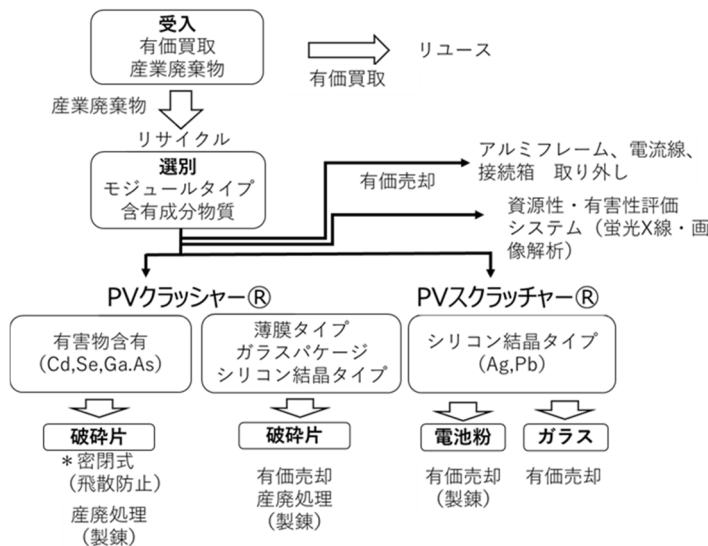 受入
有価買取
産業廃棄物
リユース
有価買取
産業廃棄物
リサイクル
選別
モジュールタイプ
含有成分物質
有価売却
アルミフレーム、電流線、
接続箱　取り外し
資源性・有害性評価
システム（蛍光X線・画
像解析）
PVクラッシャー®
PVスクラッチャー®
有害物含有
(Cd,Se,Ga.As)
薄膜タイプ
ガラスパッケージ
シリコン結晶タイプ
シリコン結晶タイプ
(Ag,Pb)
破砕片
＊密閉式
（飛散防止）
産廃処理
（製錬）
破砕片
有価売却
産廃処理
（製錬）
電池粉
有価売却
（製錬）
ガラス
有価売却